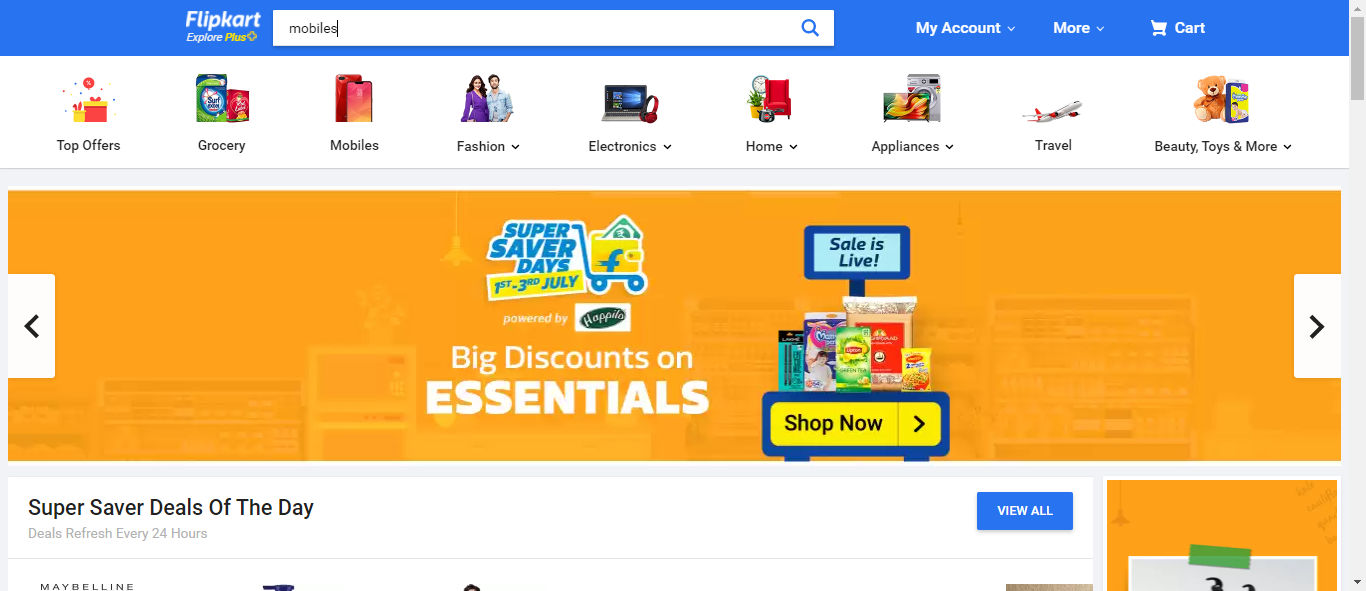 Flipkart
Explore Plus
mobiles
My Account
More
Cart
Top Offers
Grocery
Mobiles
Fashion
Electronics
Home
Appliances
Travel
Beauty, Toys & More
SUPER
SAVER
DAYS
1ST-3RD JULY
powered by Happilo
Big Discounts on
ESSENTIALS
Sale is
Live!
Shop Now
Super Saver Deals Of The Day
Deals Refresh Every 24 Hours
VIEW ALL
MAYBELLINE